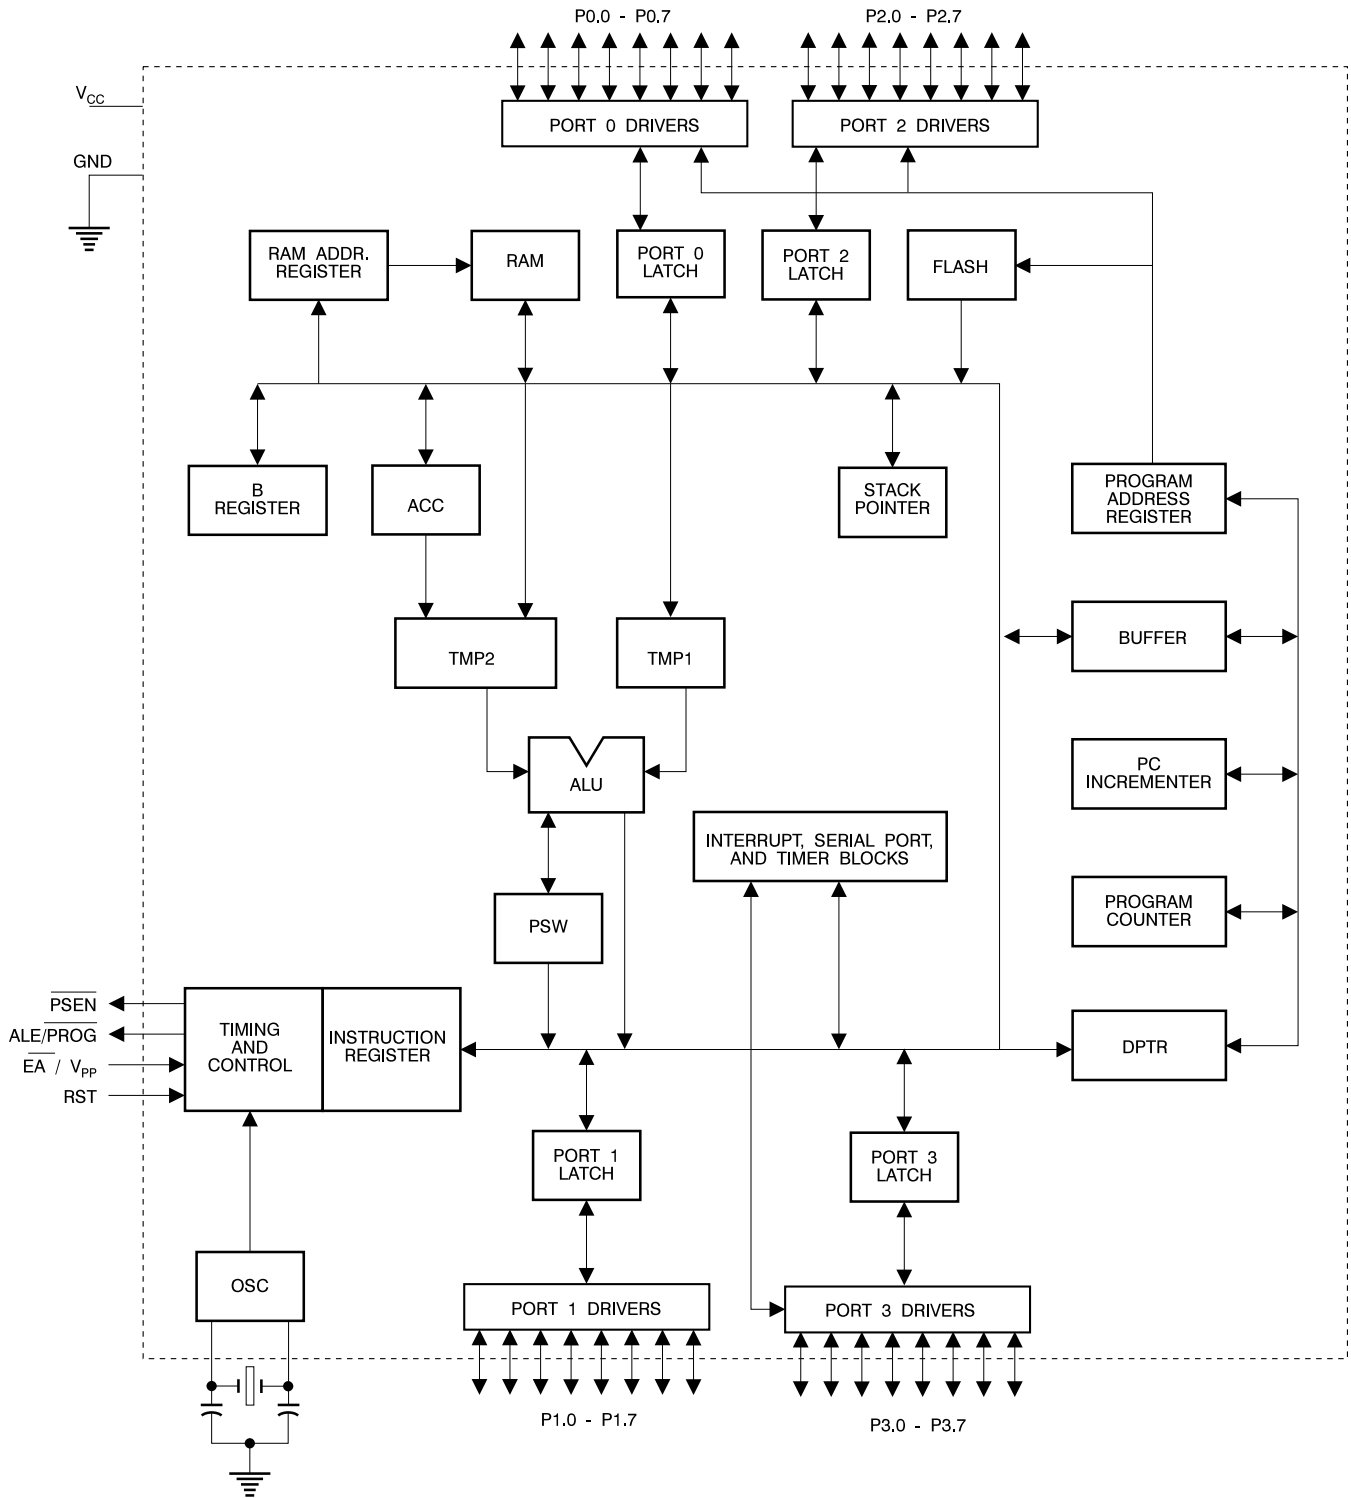 P0.0 - P0.7
P2.0 - P2.7
VCC
GND
PORT 0 DRIVERS
PORT 2 DRIVERS
RAM ADDR.
REGISTER
RAM
PORT 0
LATCH
PORT 2
LATCH
FLASH
B
REGISTER
ACC
STACK
POINTER
PROGRAM
ADDRESS
REGISTER
TMP2
TMP1
BUFFER
ALU
PC
INCREMENTER
INTERRUPT, SERIAL PORT,
AND TIMER BLOCKS
PSW
PROGRAM
COUNTER
PSEN
ALE/PROG
EA / VPP
RST
TIMING
AND
CONTROL
INSTRUCTION
REGISTER
DPTR
PORT 1
LATCH
PORT 3
LATCH
OSC
PORT 1 DRIVERS
PORT 3 DRIVERS
P1.0 - P1.7
P3.0 - P3.7